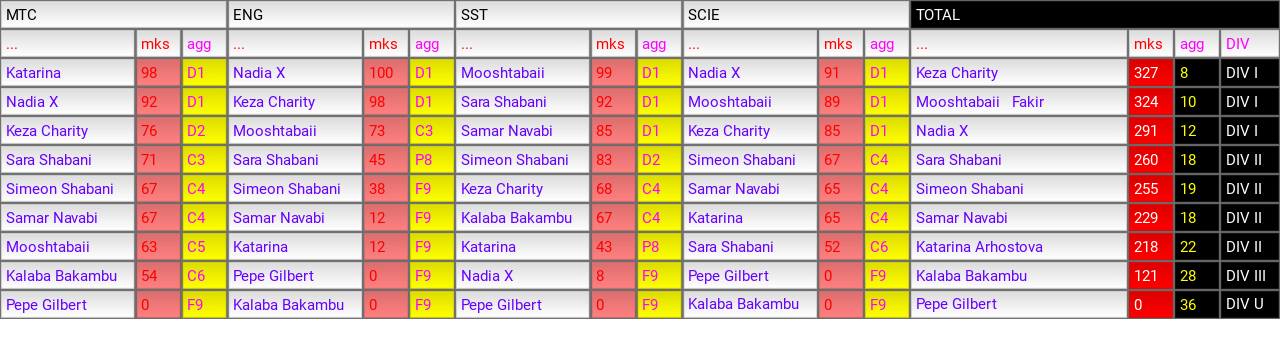 MTC ENG SST SCIE TOTAL
... mks agg ... mks agg ... mks agg ... mks agg ... mks agg DIV
Katarina 98 D1 Nadia X 100 D1 Mooshtabaii 99 D1 Nadia X 91 D1 Keza Charity 327 8 DIV I
Nadia X 92 D1 Keza Charity 98 D1 Sara Shabani 92 D1 Mooshtabaii 89 D1 Mooshtabaii Fakir 324 10 DIV I
Keza Charity 76 D2 Mooshtabaii 73 C3 Samar Navabi 85 D1 Keza Charity 85 D1 Nadia X 291 12 DIV I
Sara Shabani 71 C3 Sara Shabani 45 P8 Simeon Shabani 83 D2 Simeon Shabani 67 C4 Sara Shabani 260 18 DIV II
Simeon Shabani 67 C4 Simeon Shabani 38 F9 Keza Charity 68 C4 Samar Navabi 65 C4 Simeon Shabani 255 19 DIV II
Samar Navabi 67 C4 Samar Navabi 12 F9 Kalaba Bakambu 67 C4 Katarina 65 C4 Samar Navabi 229 18 DIV II
Mooshtabaii 63 C5 Katarina 12 F9 Katarina 43 P8 Sara Shabani 52 C6 Katarina Arhostova 218 22 DIV II
Kalaba Bakambu 54 C6 Pepe Gilbert 0 F9 Nadia X 8 F9 Pepe Gilbert 0 F9 Kalaba Bakambu 121 28 DIV III
Pepe Gilbert 0 F9 Kalaba Bakambu 0 F9 Pepe Gilbert 0 F9 Kalaba Bakambu 0 F9 Pepe Gilbert 0 36 DIV U